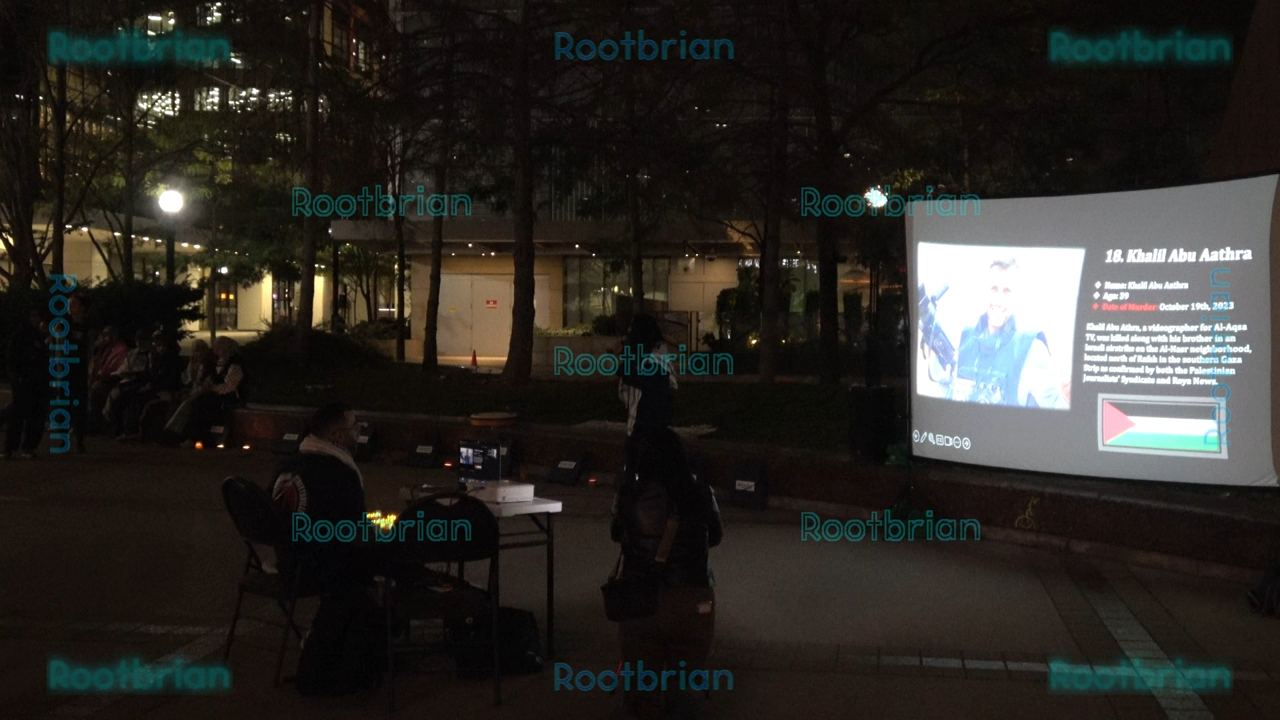 Rootbrian
Rootbrian
Rootbrian
Rootbrian
Rootbrian
18. Khalil Abu Aathra
Name: Khalil Abu Aathra
Age: 39
Date of Murder: October 19th, 2023
Khalil Abu Athra, a videographer for Al-Aqsa
TV, was killed along with his brother in an
Israeli airstrike on the Al-Nasr neighborhood,
located north of Rafah in the southern Gaza
Strip as confirmed by both the Palestinian
Journalists' Syndicate and Raya News.
Rootbrian
Rootbrian
Rootbrian
Rootbrian
Rootbrian
Rootbrian
Rootbrian